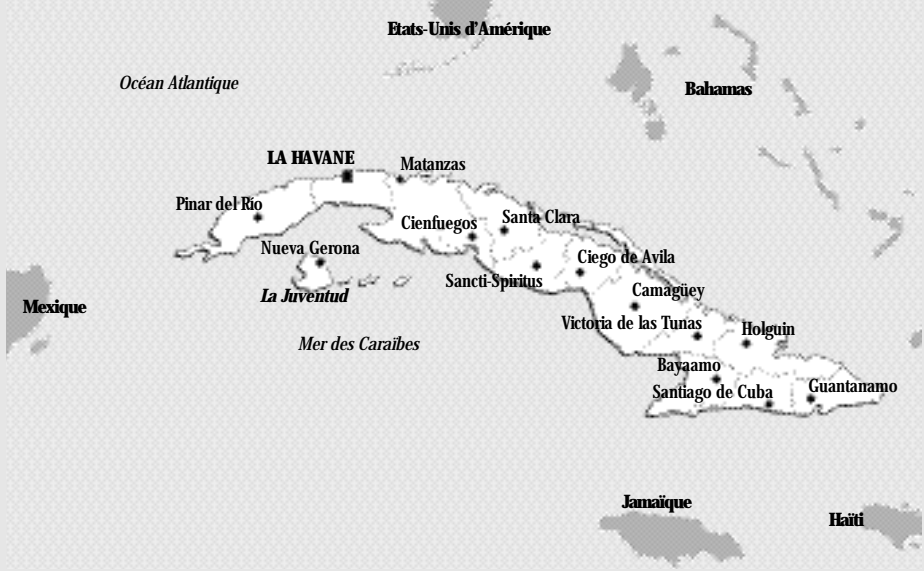 Etats-Unis d'Amérique
Océan Atlantique
Bahamas
LA HAVANE
Matanzas
Pinar del Río
Cienfuegos
Santa Clara
Nueva Gerona
Ciego de Avila
Sancti-Spiritus
La Juventud
Camagüey
Mexique
Victoria de las Tunas
Holguin
Mer des Caraïbes
Bayaamo
Santiago de Cuba
Guantanamo
Jamaïque
Haïti